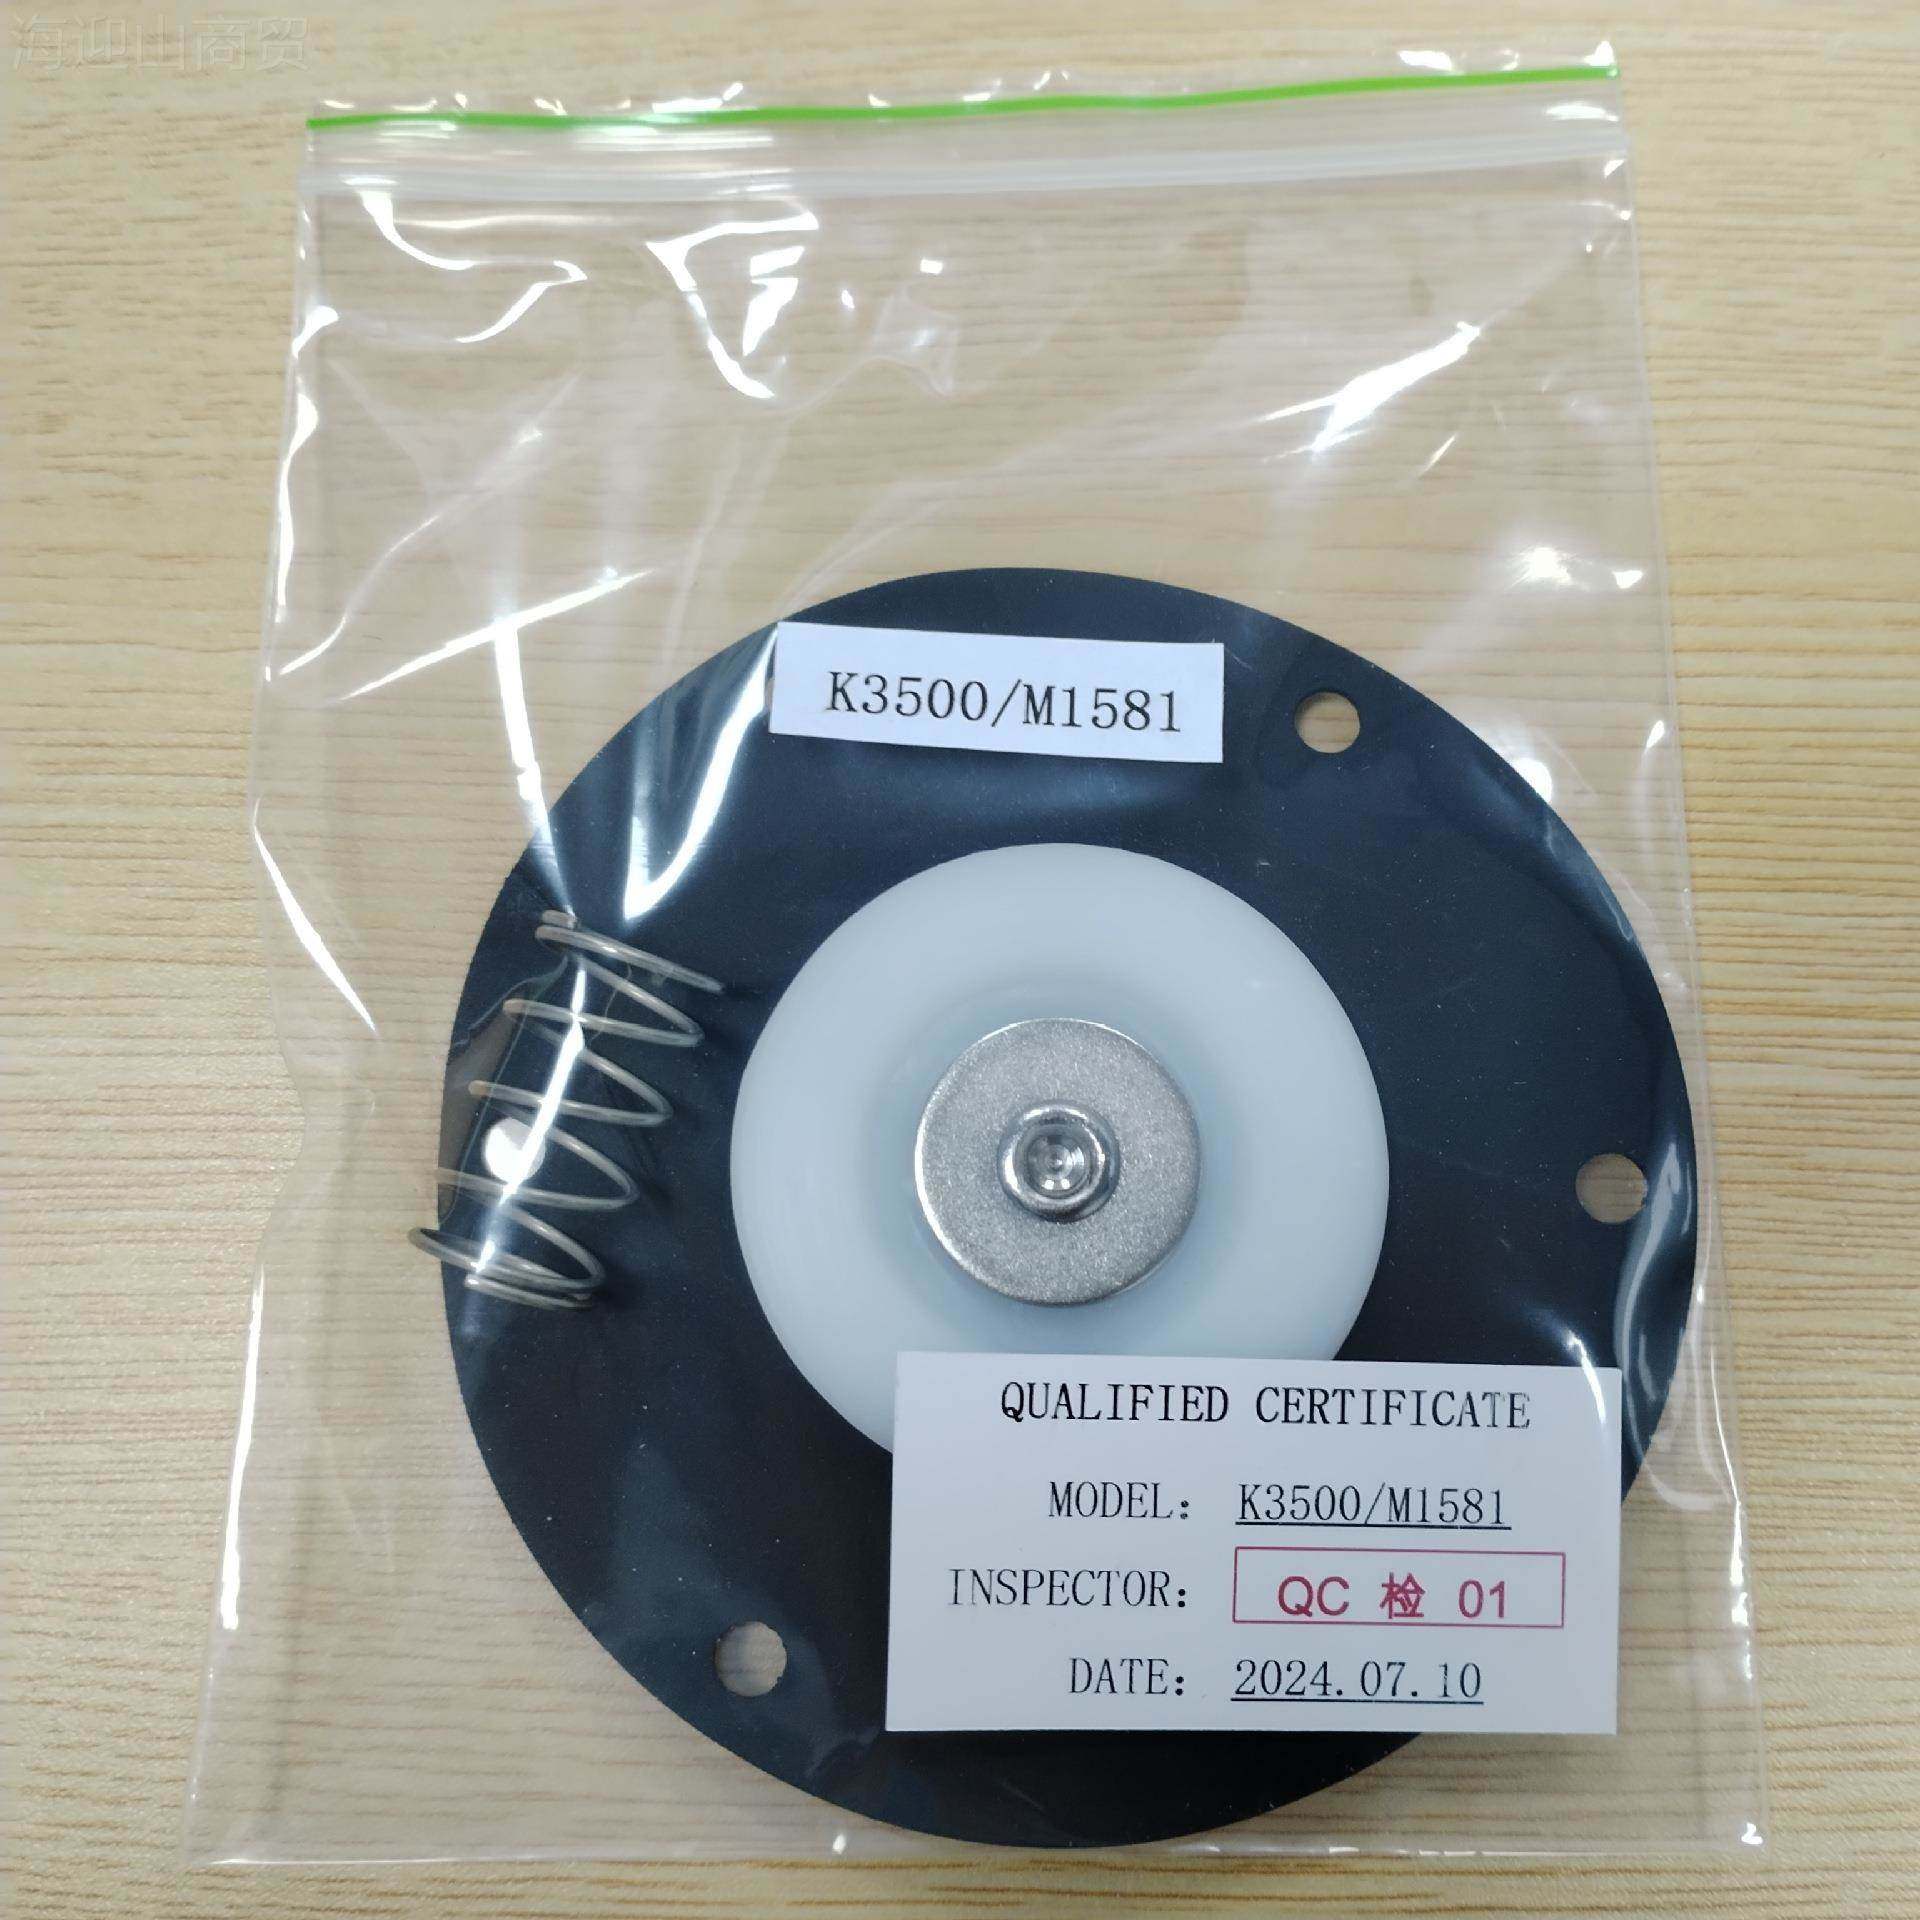 海迎山商贸
K3500/M1581
QUALIFIED CERTIFICATE
MODEL: K3500/M1581
INSPECTOR: QC 检 01
DATE: 2024.07.10